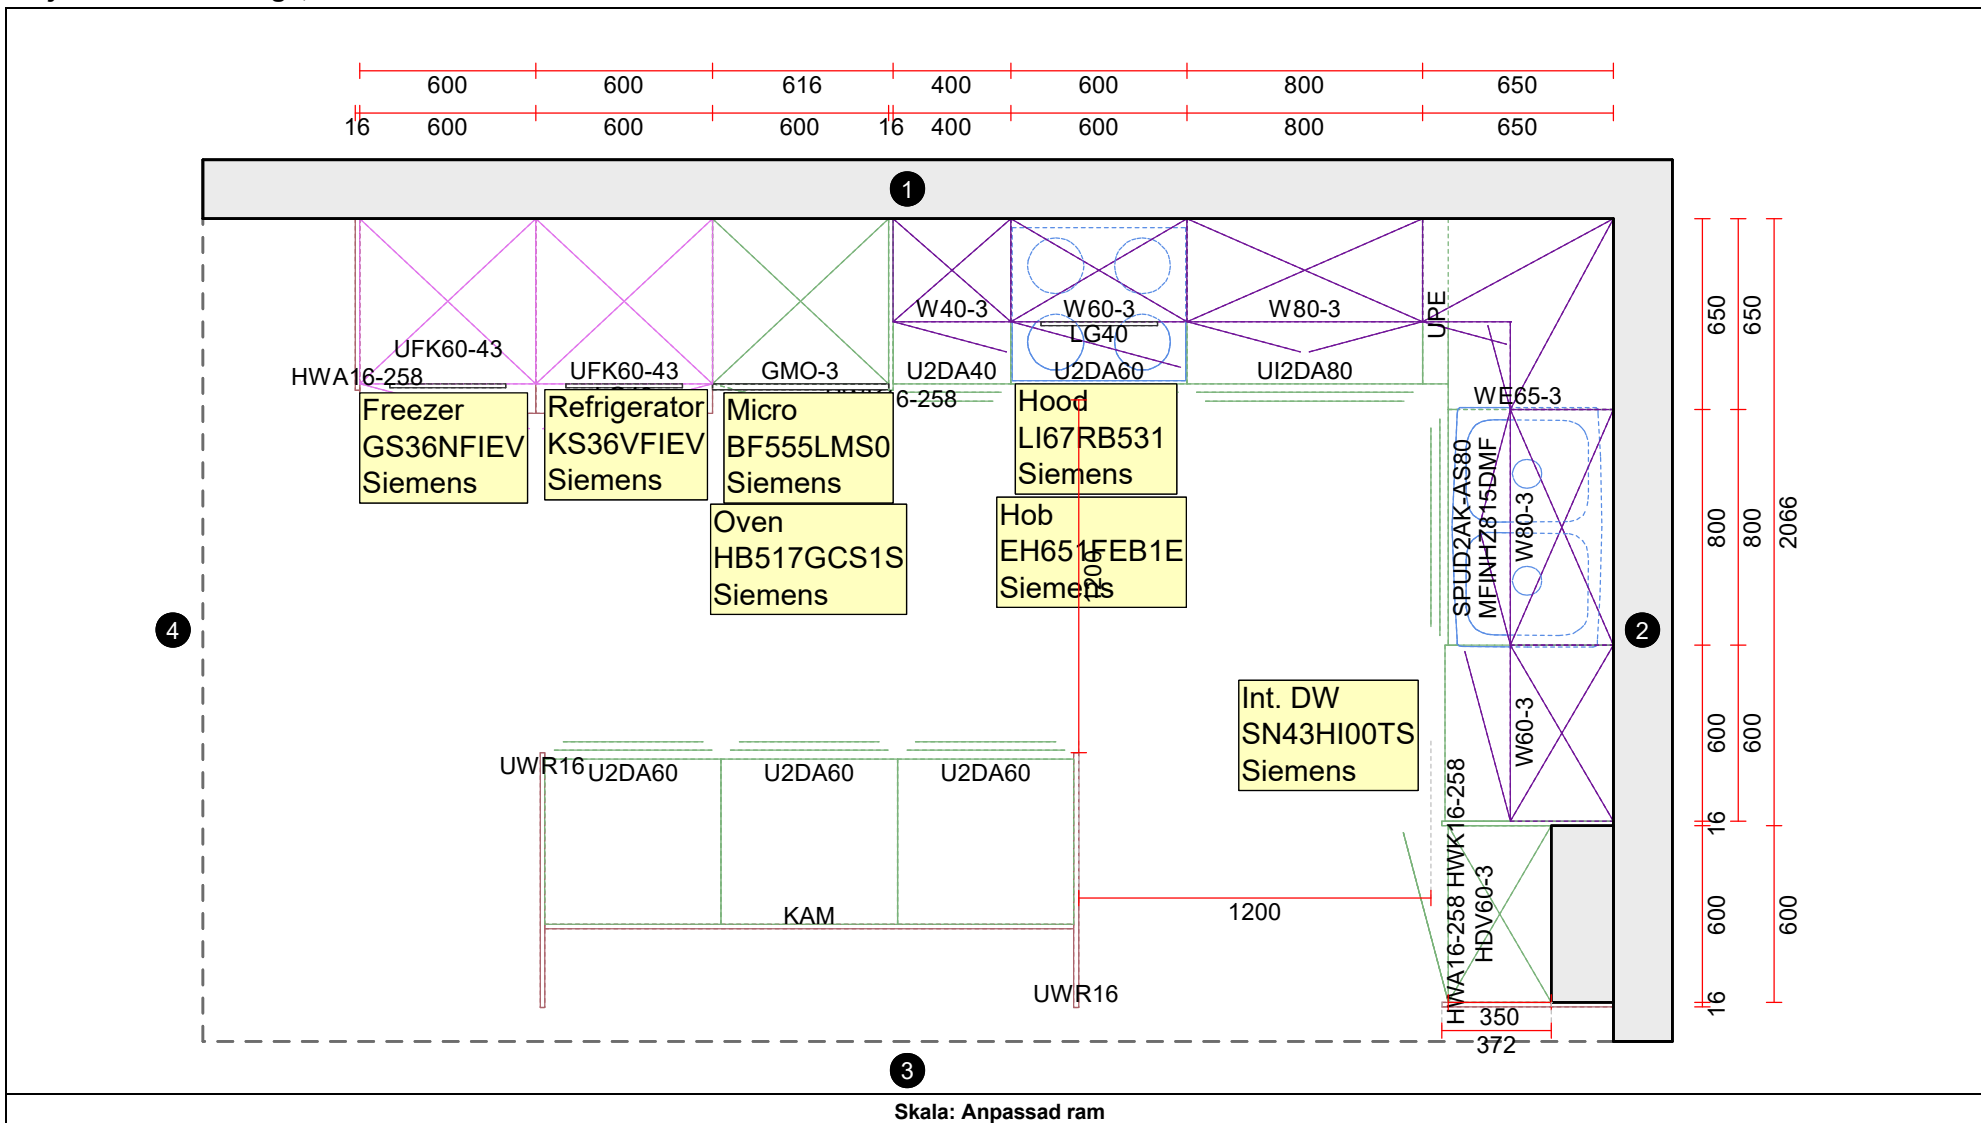 600 600 616 400 600 800 650
16 600 600 600 16 400 600 800 650
1
W40-3 W60-3 W80-3
LG40
UPE
UFK60-43 UFK60-43 GMO-3 U2DA40 U2DA60 UI2DA80
HWA16-258
6-258
WE65-3
Freezer
GS36NFIEV
Siemens
Refrigerator
KS36VFIEV
Siemens
Micro
BF555LMS0
Siemens
Oven
HB517GCS1S
Siemens
Hood
LI67RB531
Siemens
Hob
EH651FEB1E
Siemens
1200
SPUD2AK-AS80
MFINHZ815DMF
W80-3
650 650
800 800 2066
600 600
16
600 600
16
4
2
Int. DW
SN43HI00TS
Siemens
W60-3
UWR16 U2DA60 U2DA60 U2DA60
KAM
UWR16
1200
HWA16-258 HWK16-258
HDV60-3
350
372
3
Skala: Anpassad ram